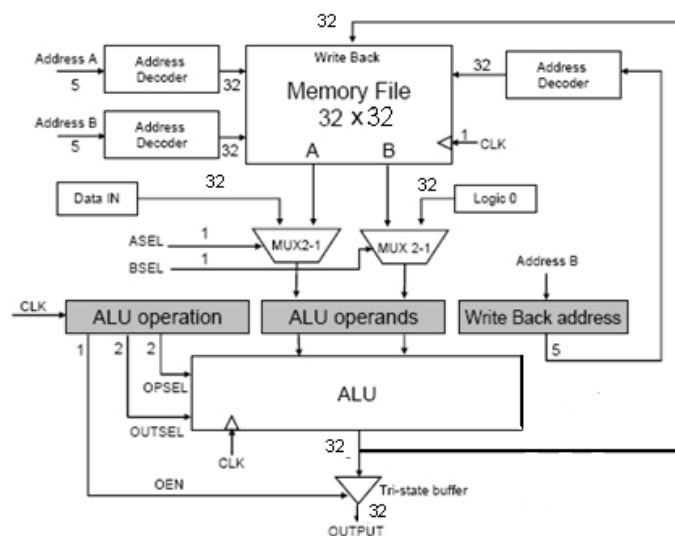 32
Address A
5
Address
Decoder
32
Write Back
Memory File
32 x 32
A
B
1
CLK
32
Address
Decoder
Address B
5
Address
Decoder
32
Data IN
32
32
Logic 0
ASEL
1
MUX2-1
BSEL
1
MUX 2-1
Address B
CLK
ALU operation
ALU operands
Write Back address
1
2
2
5
OPSEL
ALU
OUTSEL
CLK
32
OEN
Tri-state buffer
32
OUTPUT